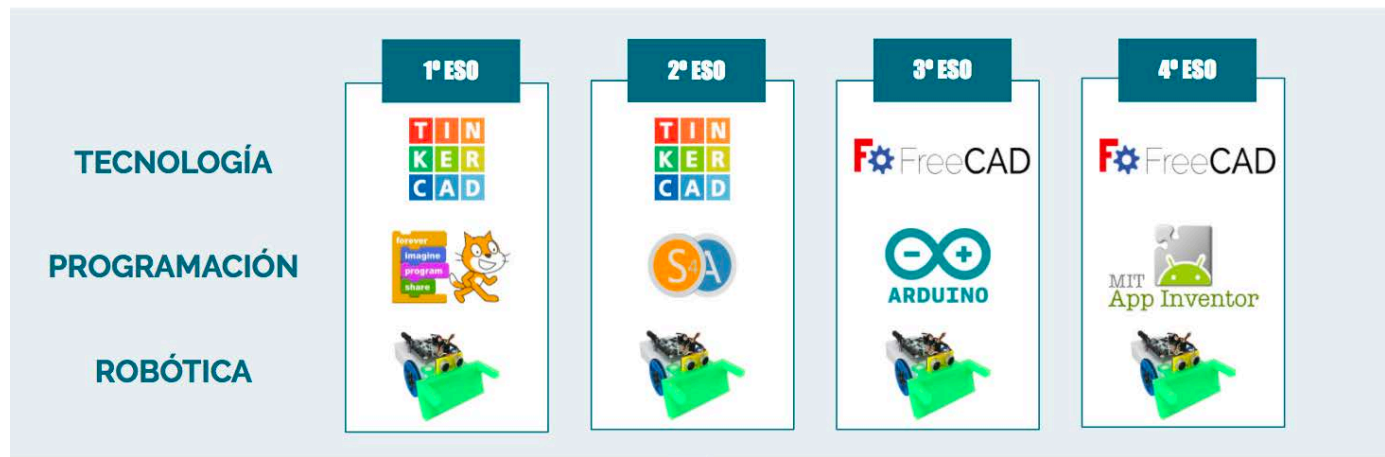 1º ESO
2º ESO
3º ESO
4º ESO
TECNOLOGÍA
TIN
KER
CAD
TIN
KER
CAD
FreeCAD
FreeCAD
PROGRAMACIÓN
forever
imagine
program
share
S4A
ARDUINO
MIT
App Inventor
ROBÓTICA